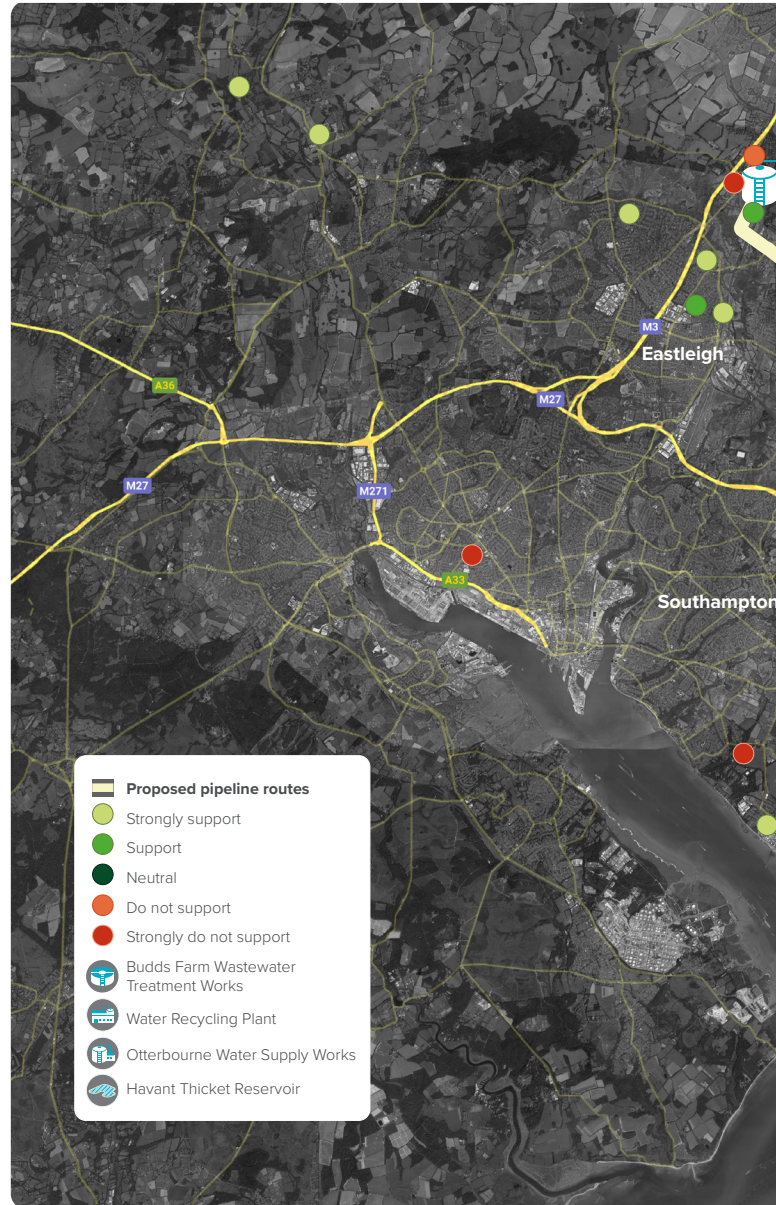 M3
Eastleigh
A36
M27
M27
M271
A33
Southampton
Proposed pipeline routes
Strongly support
Support
Neutral
Do not support
Strongly do not support
Budds Farm Wastewater
Treatment Works
Water Recycling Plant
Otterbourne Water Supply Works
Havant Thicket Reservoir